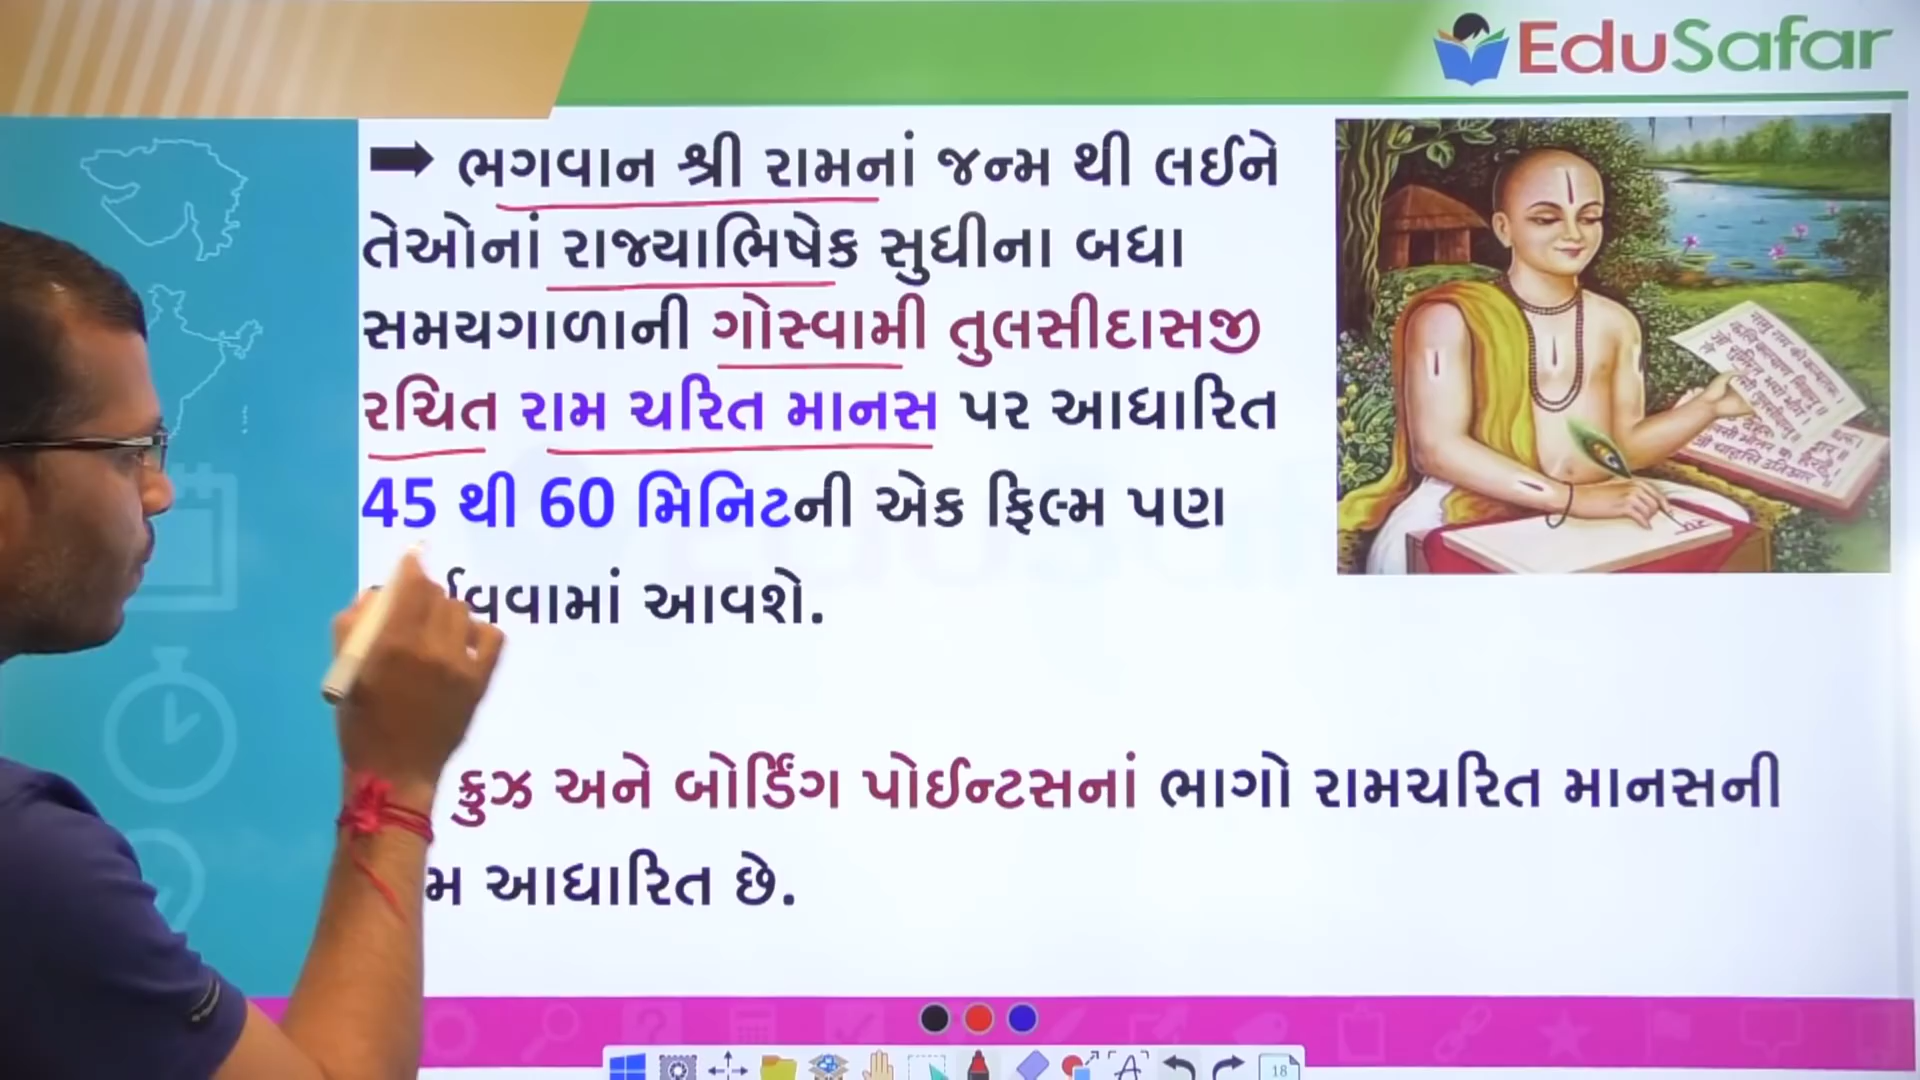 EduSafar
ભગવાન શ્રી રામનાં જન્મ થી લઈને
તેઓનાં રાજ્યાભિષેક સુધીના બધા
સમયગાળાની ગોસ્વામી તુલસીદાસજી
રચિત રામ ચરિત માનસ પર આધારિત
45 થી 60 મિનિટની એક ફિલ્મ પણ
આવશે.
ક્રુઝ અને બોર્ડિંગ પોઈન્ટસનાં ભાગો રામચરિત માનસની
આધારિત છે.
18